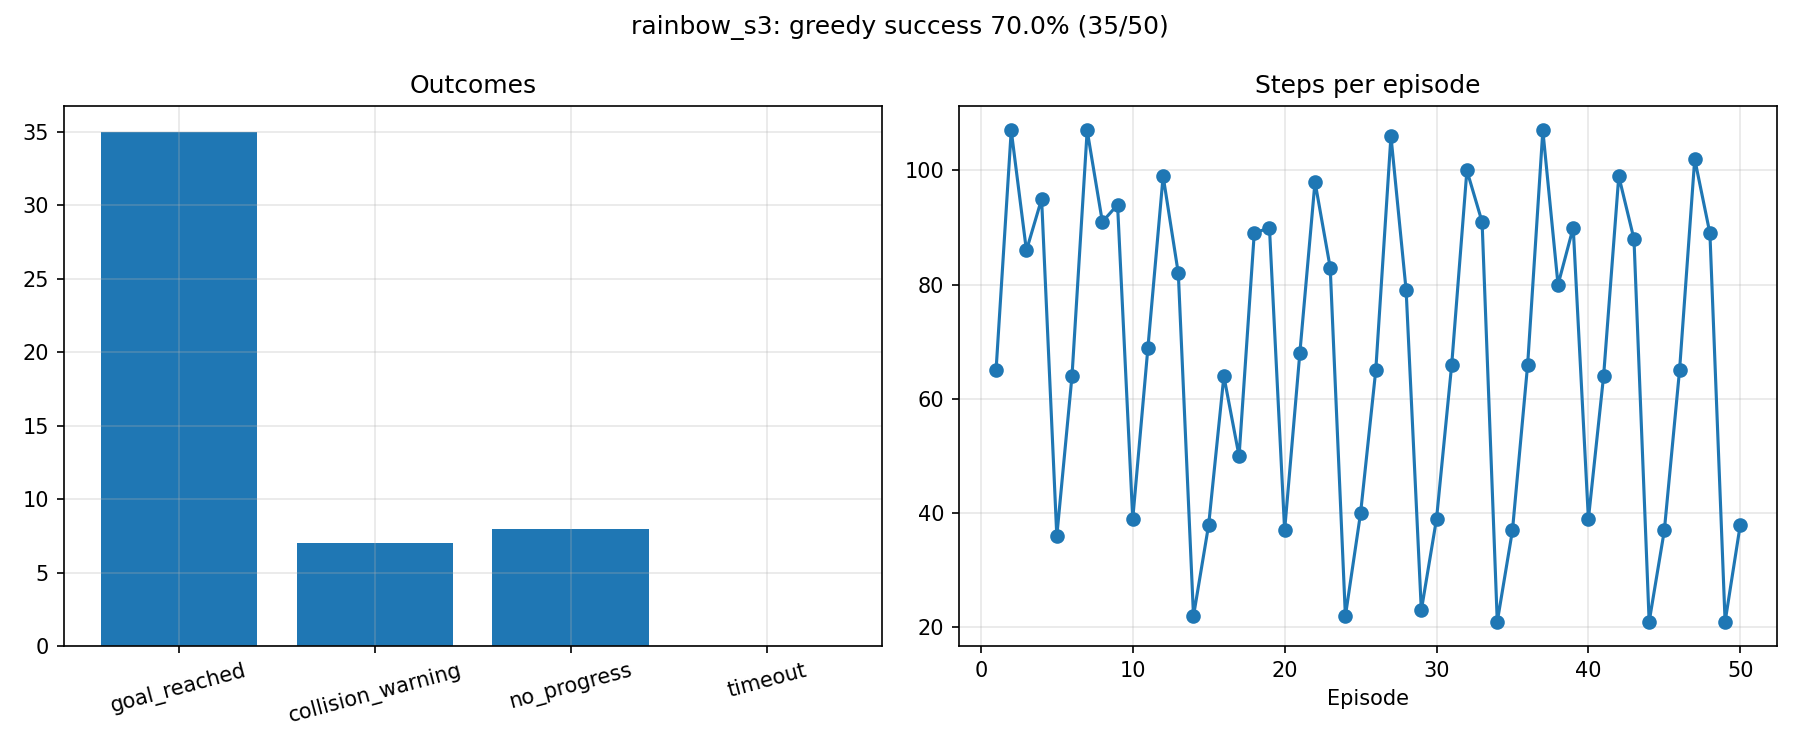 rainbow_s3: greedy success 70.0% (35/50)
Outcomes
35
30
25
20
15
10
5
0
goal_reached
collision_warning
no_progress
timeout
Steps per episode
100
80
60
40
20
0
10
20
30
40
50
Episode